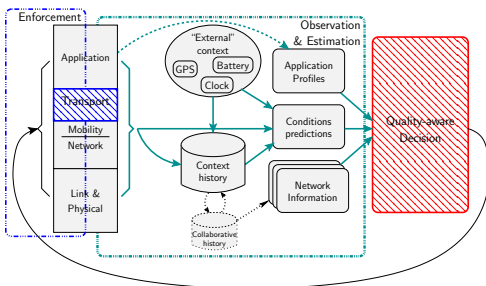 Enforcement
Observation
& Estimation
Application
Transport
Mobility
Network
Link &
Physical
“External”
context
GPS
Battery
Clock
Context
history
Collaborative
history
Application
Profiles
Conditions
predictions
Network
Information
Quality-aware
Decision